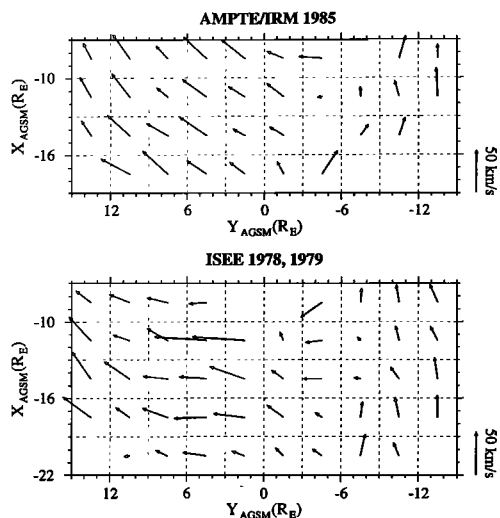 AMPTE/IRM 1985
-10
-16
X_AGSM(R_E)
12 6 0 -6 -12
Y_AGSM(R_E)
50 km/s
ISEE 1978, 1979
-10
-16
-22
X_AGSM(R_E)
12 6 0 -6 -12
Y_AGSM(R_E)
50 km/s